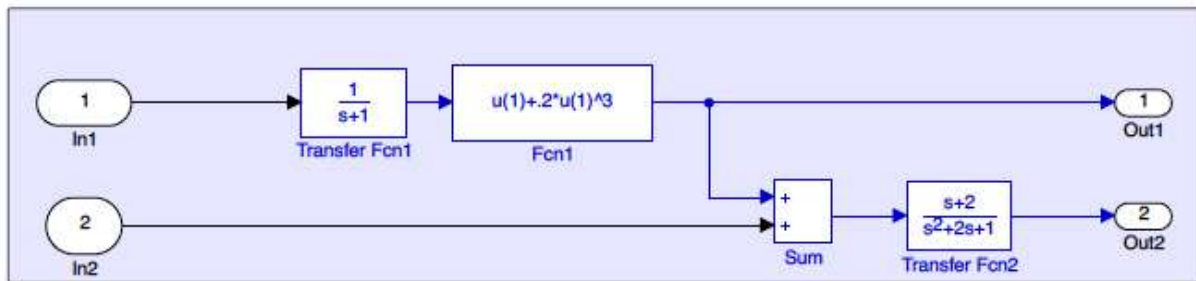 1
In1
1
s+1
Transfer Fcn1
u(1)+.2*u(1)^3
Fcn1
1
Out1
2
In2
+
+
Sum
s+2
s²+2s+1
Transfer Fcn2
2
Out2